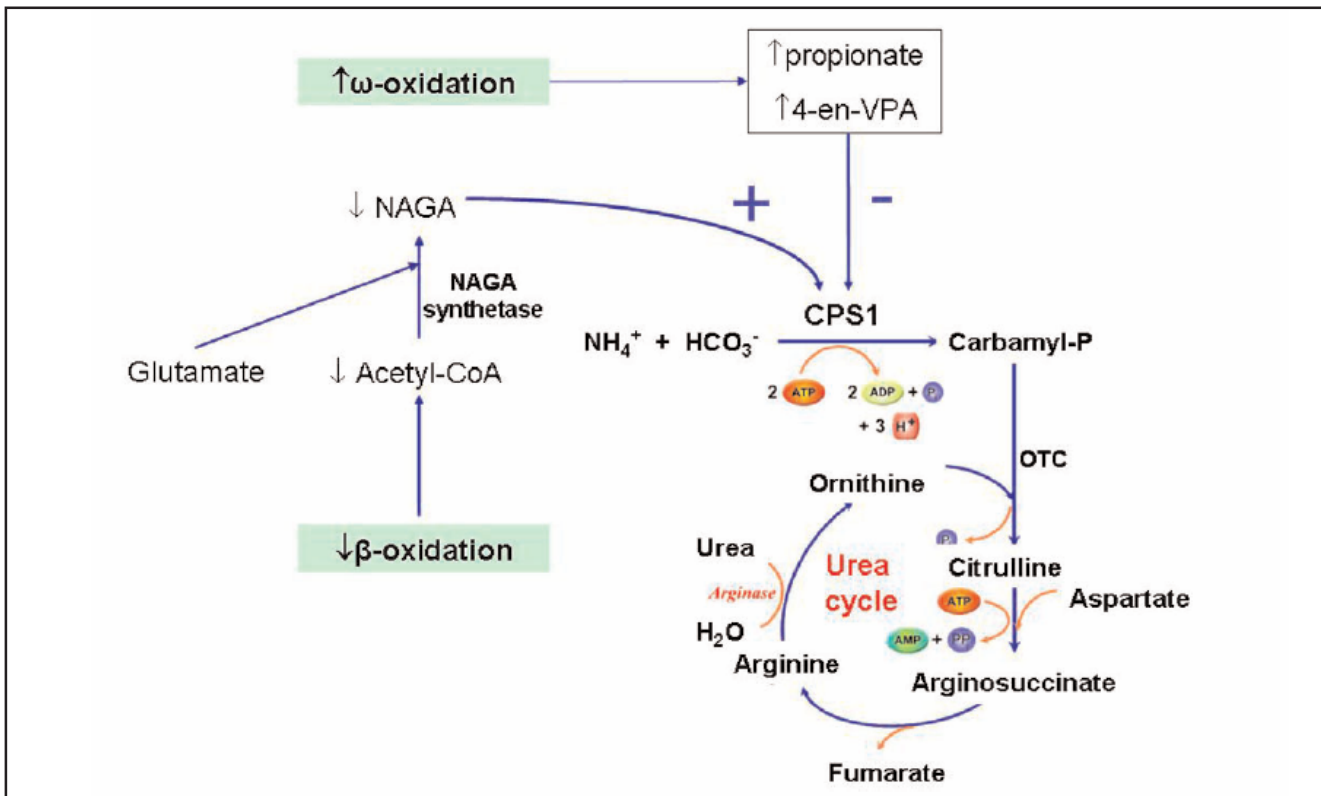 ↑ω-oxidation
↑propionate
↑4-en-VPA
↓ NAGA
+
-
NAGA
synthetase
Glutamate
↓ Acetyl-CoA
↓β-oxidation
CPS1
NH₄⁺ + HCO₃⁻
Carbamyl-P
2 ATP 2 ADP + P
+ 3 H⁺
OTC
Ornithine
P
Urea
Urea
cycle
Citrulline
Arginase
ATP
Aspartate
H₂O
AMP + PP
Arginine
Arginosuccinate
Fumarate